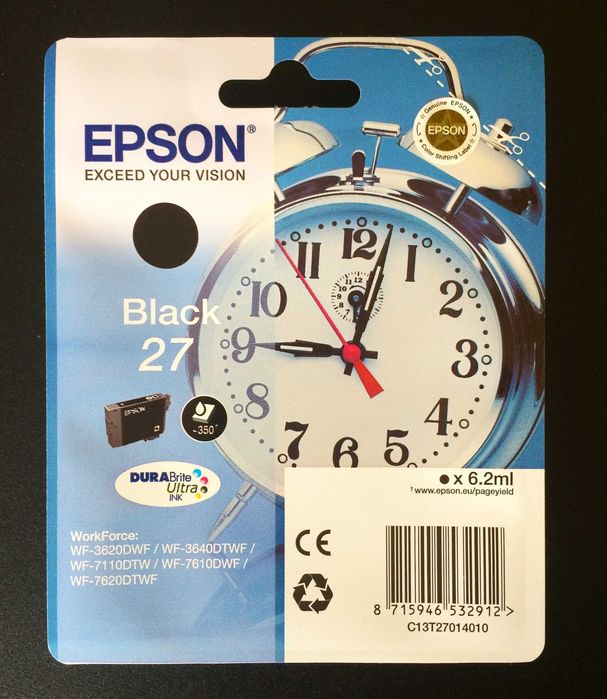 EPSON®
EXCEED YOUR VISION
Genuine EPSON
EPSON
Color Shifting Label
Black
27
EPSON
~350¹
DURABrite
Ultra
INK
WorkForce:
WF-3620DWF / WF-3640DTWF /
WF-7110DTW / WF-7610DWF /
WF-7620DTWF
11
12
1
10
2
9
3
8
4
7
6
5
x 6.2ml
¹ www.epson.eu/pageyield
CE
8 715946 532912 >
C13T27014010